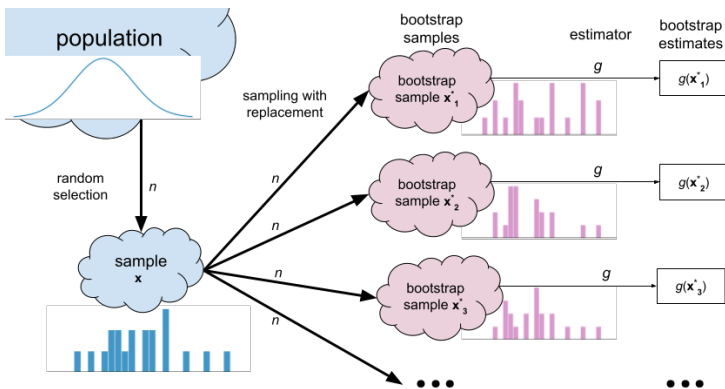 population
random
selection
n
sample
x
sampling with
replacement
n
n
n
n
bootstrap
samples
estimator
bootstrap
estimates
bootstrap
sample x*1
g
g(x*1)
bootstrap
sample x*2
g
g(x*2)
bootstrap
sample x*3
g
g(x*3)
•••
•••